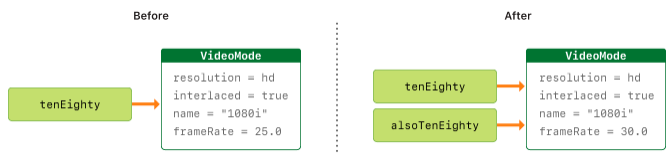 Before
VideoMode
resolution = hd
interlaced = true
name = "1080i"
frameRate = 25.0
tenEighty
After
VideoMode
resolution = hd
interlaced = true
name = "1080i"
frameRate = 30.0
tenEighty
alsoTenEighty